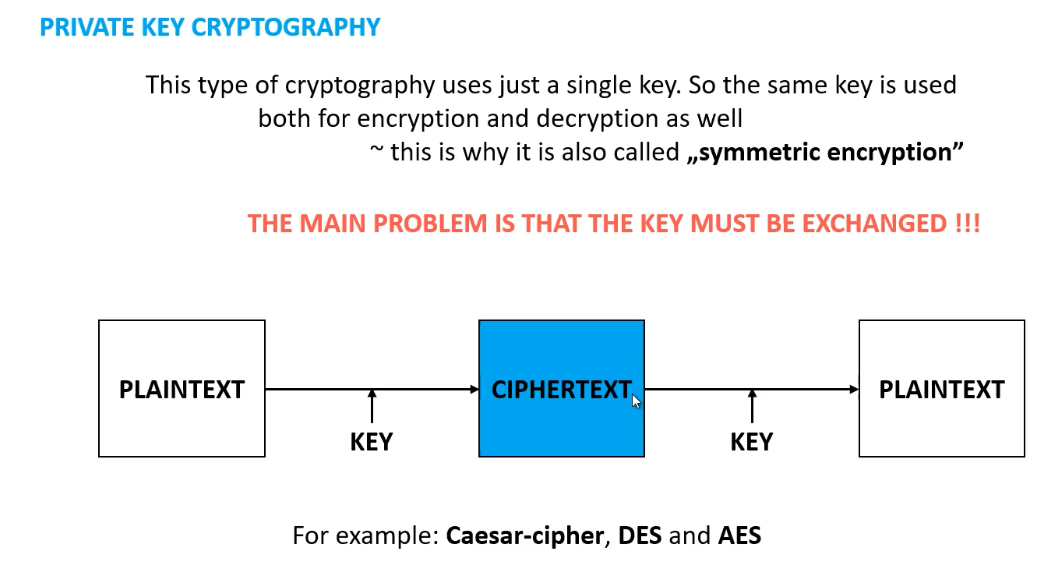 PRIVATE KEY CRYPTOGRAPHY
This type of cryptography uses just a single key. So the same key is used
both for encryption and decryption as well
~ this is why it is also called „symmetric encryption”
THE MAIN PROBLEM IS THAT THE KEY MUST BE EXCHANGED !!!
PLAINTEXT
CIPHERTEXT
PLAINTEXT
KEY
KEY
For example: Caesar-cipher, DES and AES